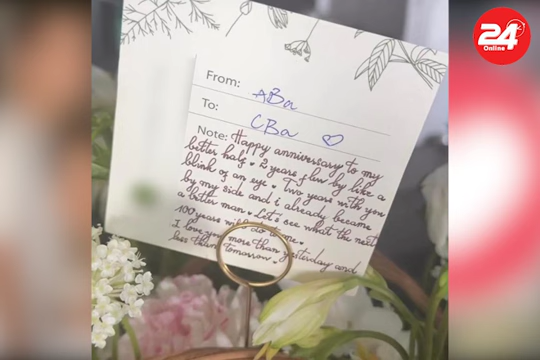 24
Online
From: ABa
To: CBa
Note: Happy anniversary to my
better half. 2 years flew by like a
blink of an eye. Two years with you
by my side and i already became
a better man. Let's see what the next
100 years will do to me.
I love you more than yesterday and
less than tomorrow.